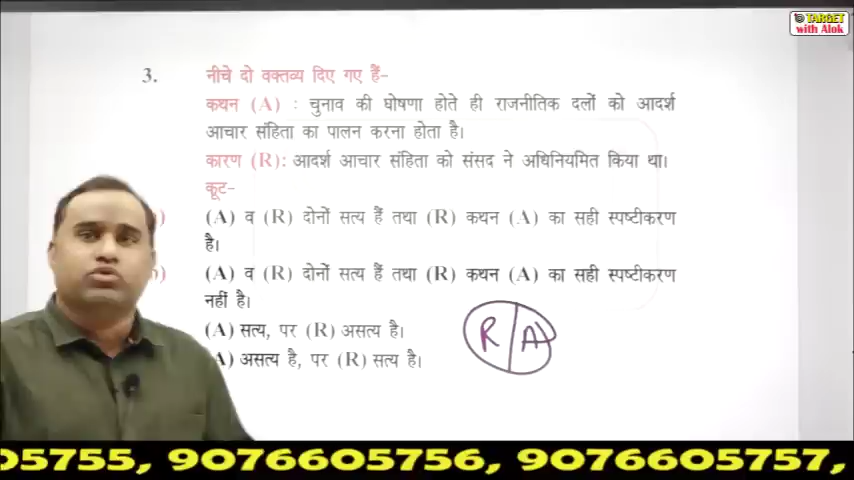 TARGET
with Alok
3. नीचे दो वक्तव्य दिए गए हैं-
कथन (A) : चुनाव की घोषणा होते ही राजनीतिक दलों को आदर्श
आचार संहिता का पालन करना होता है।
कारण (R): आदर्श आचार संहिता को संसद ने अधिनियमित किया था।
कूट-
(A) व (R) दोनों सत्य हैं तथा (R) कथन (A) का सही स्पष्टीकरण
है।
(A) व (R) दोनों सत्य हैं तथा (R) कथन (A) का सही स्पष्टीकरण
नहीं है।
(A) सत्य, पर (R) असत्य है।
A) असत्य है, पर (R) सत्य है।
R A
05755, 9076605756, 9076605757,